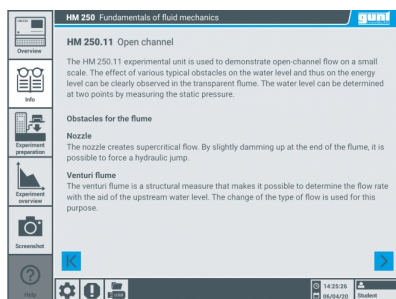 HM 250 Fundamentals of fluid mechanics
gunt
Overview
Info
Experiment
preparation
Experiment
overview
Screenshot
Help
HM 250.11 Open channel
The HM 250.11 experimental unit is used to demonstrate open-channel flow on a small
scale. The effect of various typical obstacles on the water level and thus on the energy
level can be clearly observed in the transparent flume. The water level can be determined
at two points by measuring the static pressure.
Obstacles for the flume
Nozzle
The nozzle creates supercritical flow. By slightly damming up at the end of the flume, it is
possible to force a hydraulic jump.
Venturi flume
The venturi flume is a structural measure that makes it possible to determine the flow rate
with the aid of the upstream water level. The change of the type of flow is used for this
purpose.
USB
14:25:26
06/04/20
Student